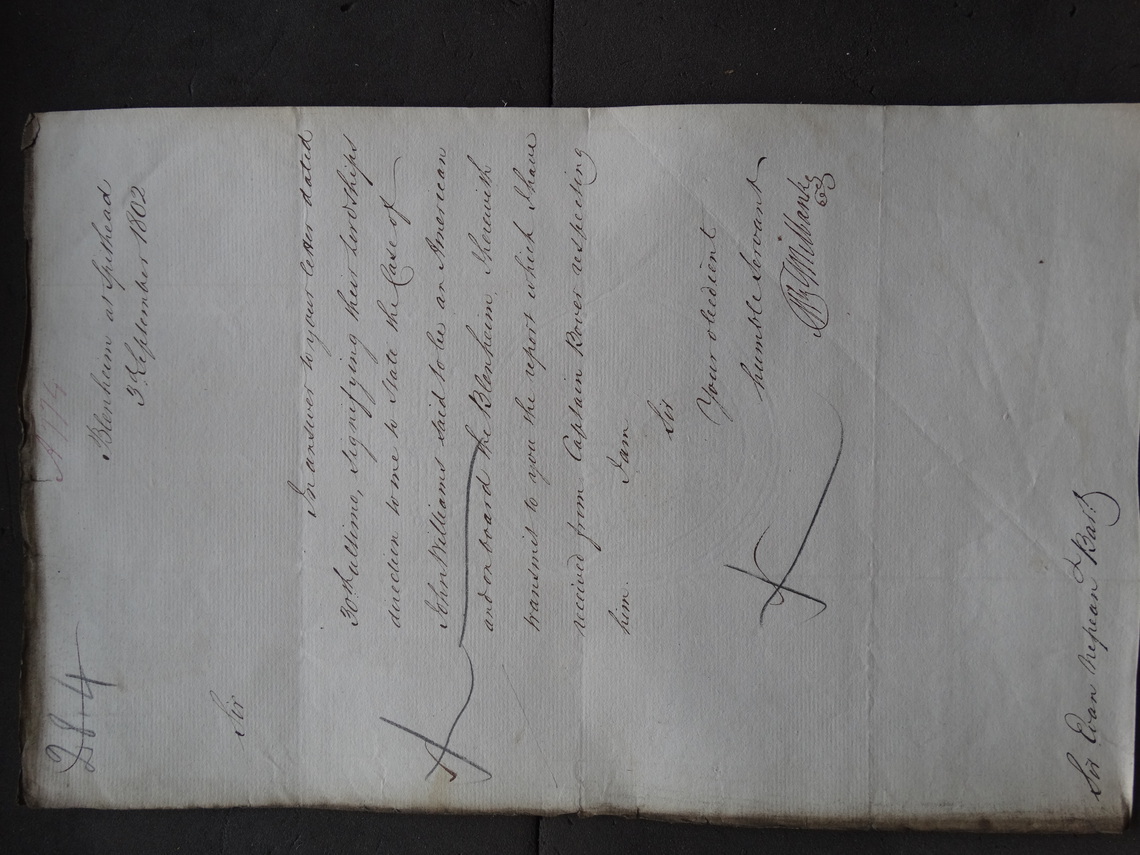 284
A774
Blenheim at Spithead
3d. September 1802
Sir
In answer to your letter dated
30th ultimo, signifying their Lordships
direction to me to State the Case of
John Williams said to be an American
and on board the Blenheim, I herewith
transmit to you the report which I have
received from Captain Bover respecting
him.
I am
Sir
Your obedient
humble Servant
Milbanke
Sir Evan Nepean Bart.